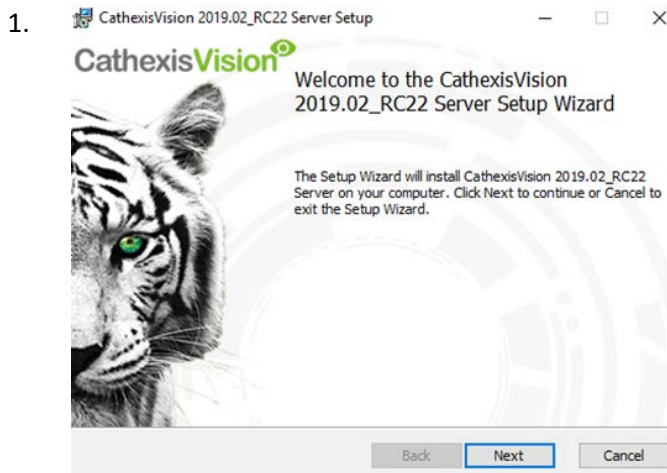 1.
CathexisVision 2019.02_RC22 Server Setup
CathexisVision
Welcome to the CathexisVision
2019.02_RC22 Server Setup Wizard
The Setup Wizard will install CathexisVision 2019.02_RC22
Server on your computer. Click Next to continue or Cancel to
exit the Setup Wizard.
Back Next Cancel